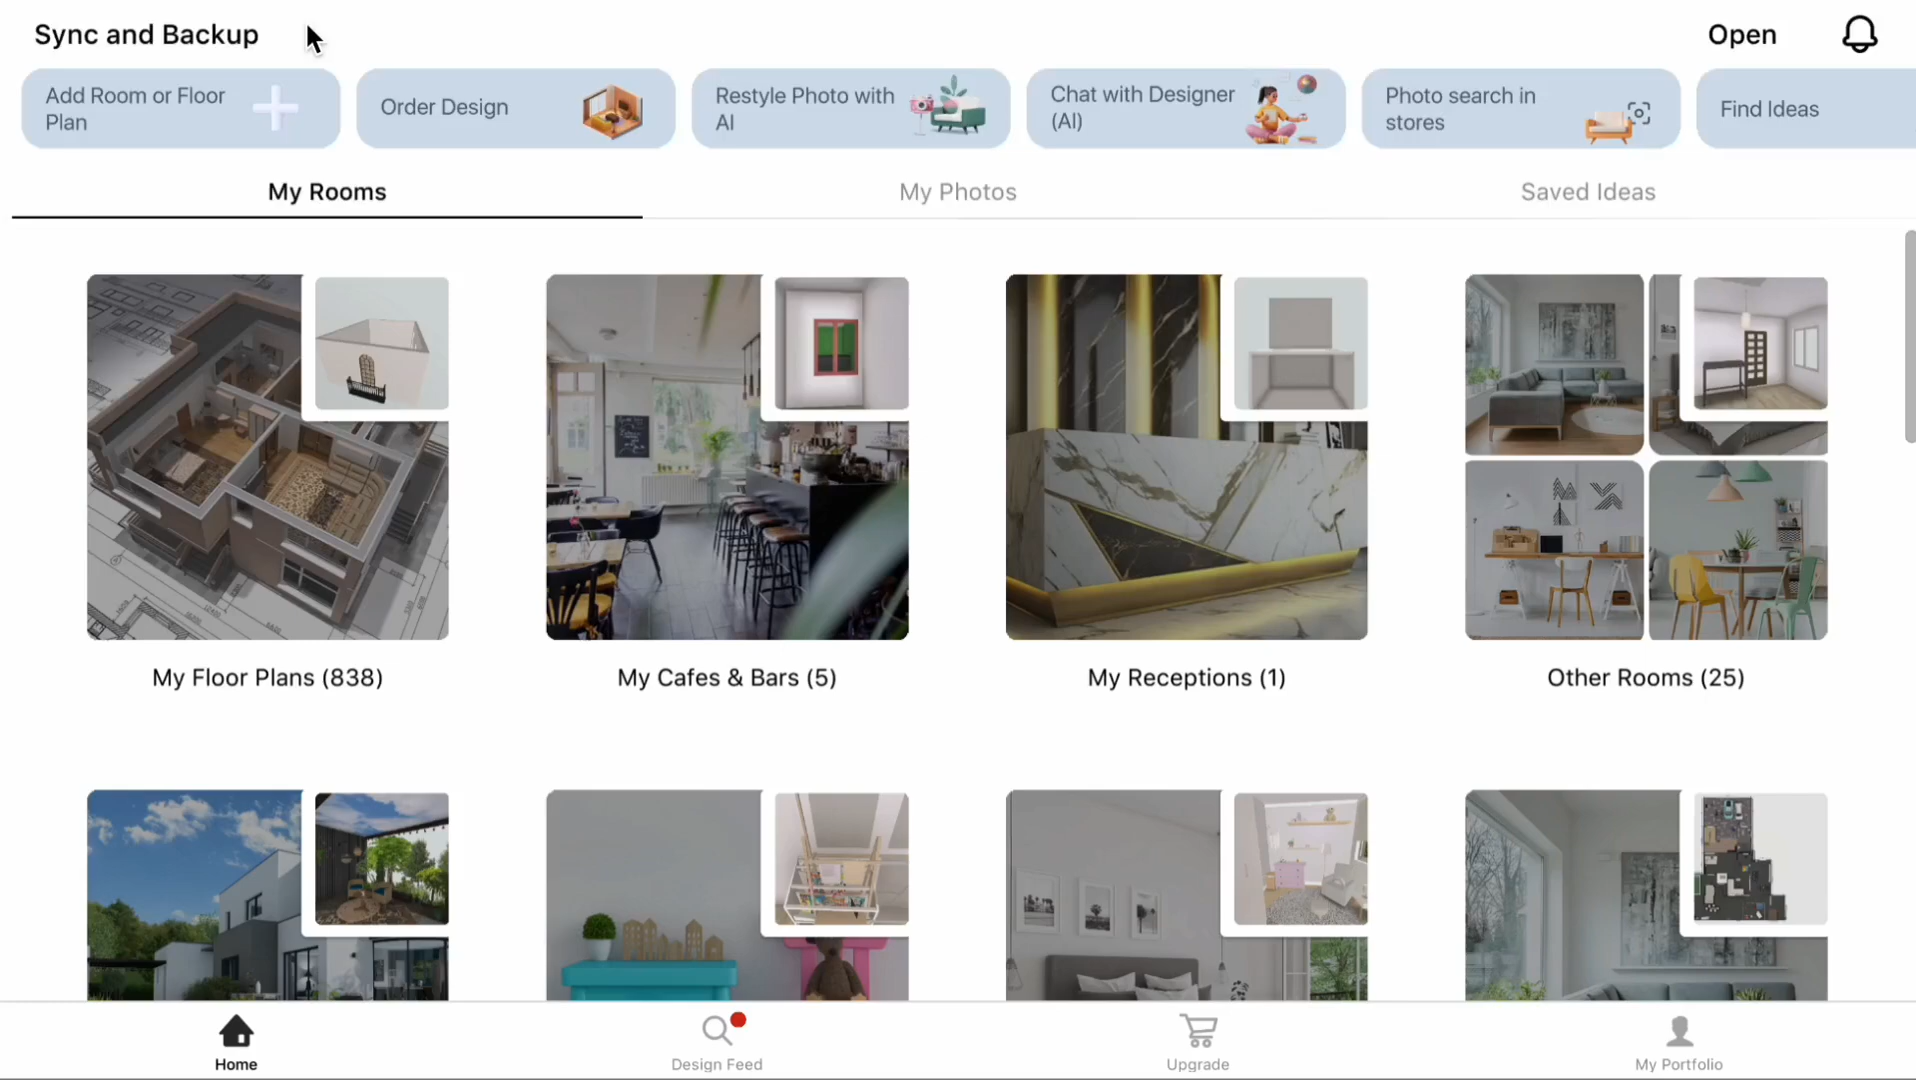 Sync and Backup
Open
Add Room or Floor
Plan
Order Design
Restyle Photo with
AI
Chat with Designer
(AI)
Photo search in
stores
Find Ideas
My Rooms
My Photos
Saved Ideas
My Floor Plans (838)
My Cafes & Bars (5)
My Receptions (1)
Other Rooms (25)
Home
Design Feed
Upgrade
My Portfolio